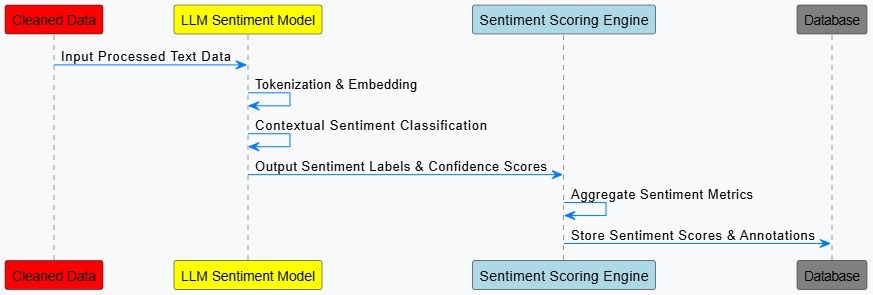 Cleaned Data
LLM Sentiment Model
Sentiment Scoring Engine
Database
Input Processed Text Data
Tokenization & Embedding
Contextual Sentiment Classification
Output Sentiment Labels & Confidence Scores
Aggregate Sentiment Metrics
Store Sentiment Scores & Annotations
Cleaned Data
LLM Sentiment Model
Sentiment Scoring Engine
Database